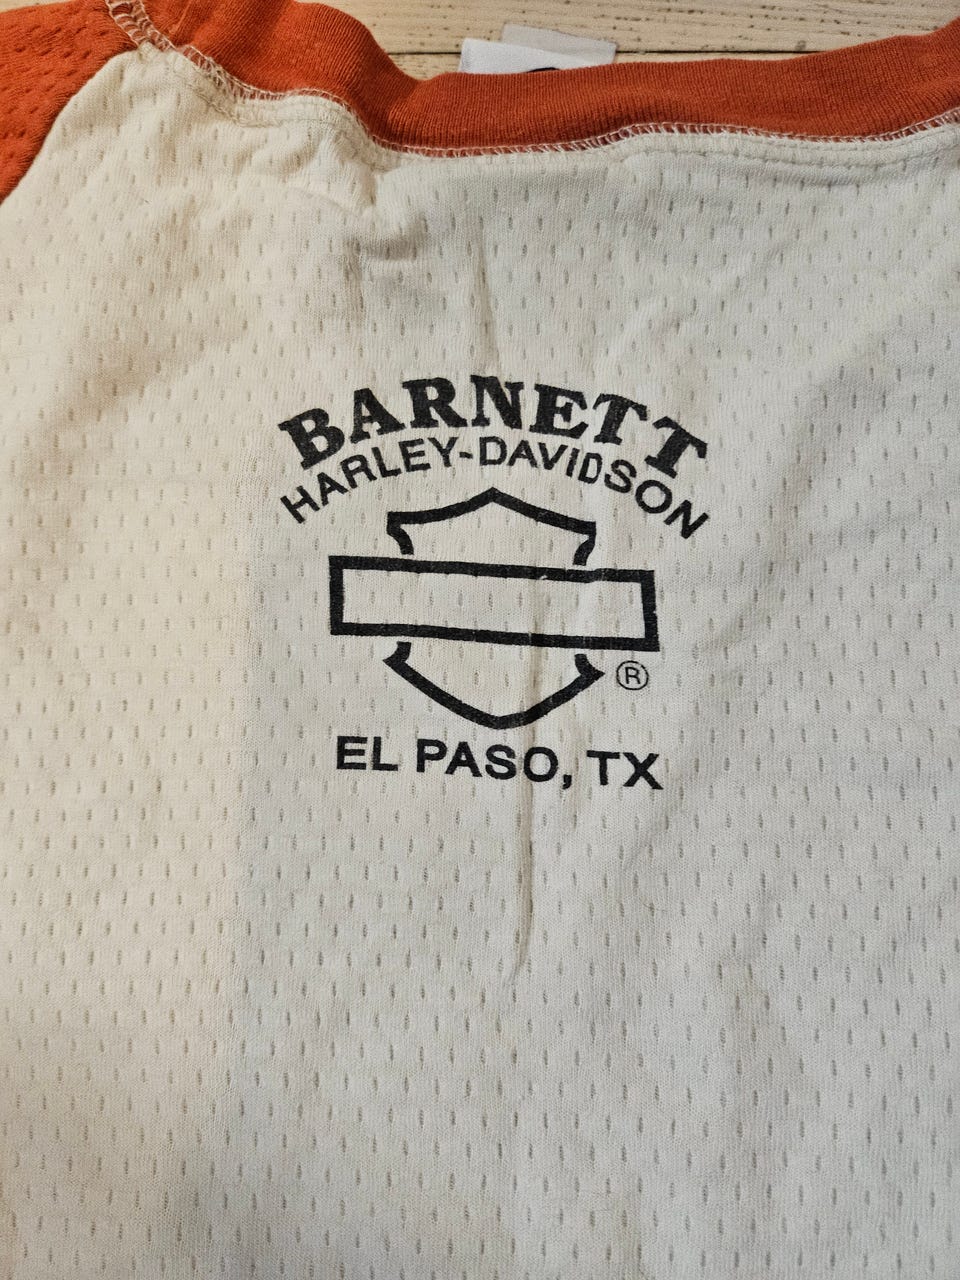 BARNETT
HARLEY-DAVIDSON
®
EL PASO, TX